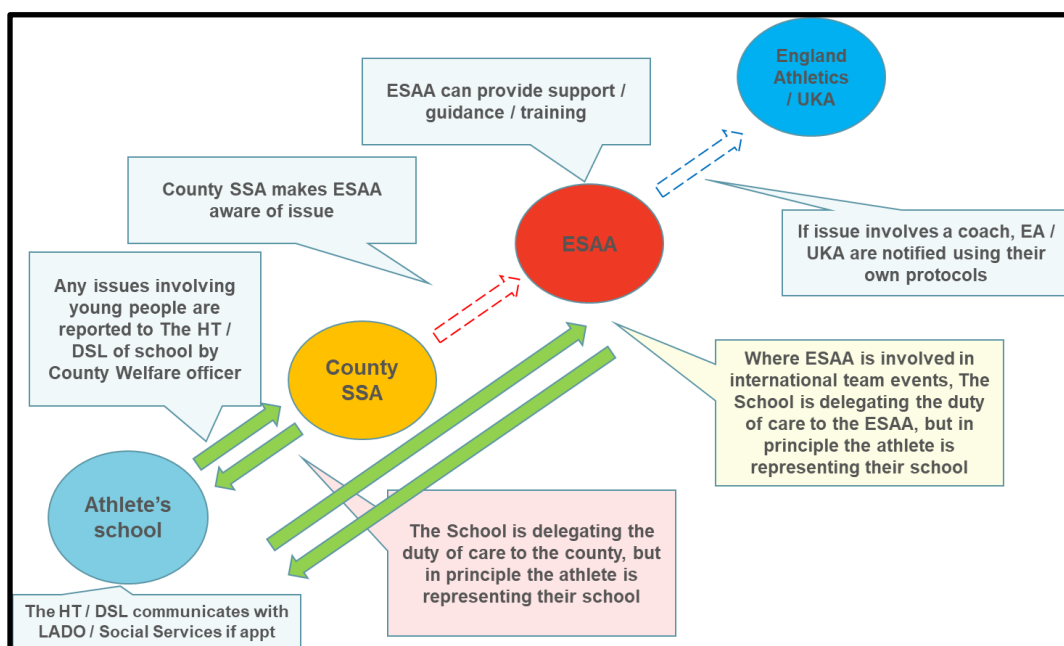 England
Athletics
/ UKA
ESAA can provide support /
guidance / training
County SSA makes ESAA
aware of issue
ESAA
If issue involves a coach, EA /
UKA are notified using their
own protocols
Any issues involving
young people are
reported to The HT /
DSL of school by
County Welfare officer
County
SSA
Where ESAA is involved in
international team events, The
School is delegating the duty
of care to the ESAA, but in
principle the athlete is
representing their school
Athlete’s
school
The School is delegating the
duty of care to the county, but
in principle the athlete is
representing their school
The HT / DSL communicates with
LADO / Social Services if appt